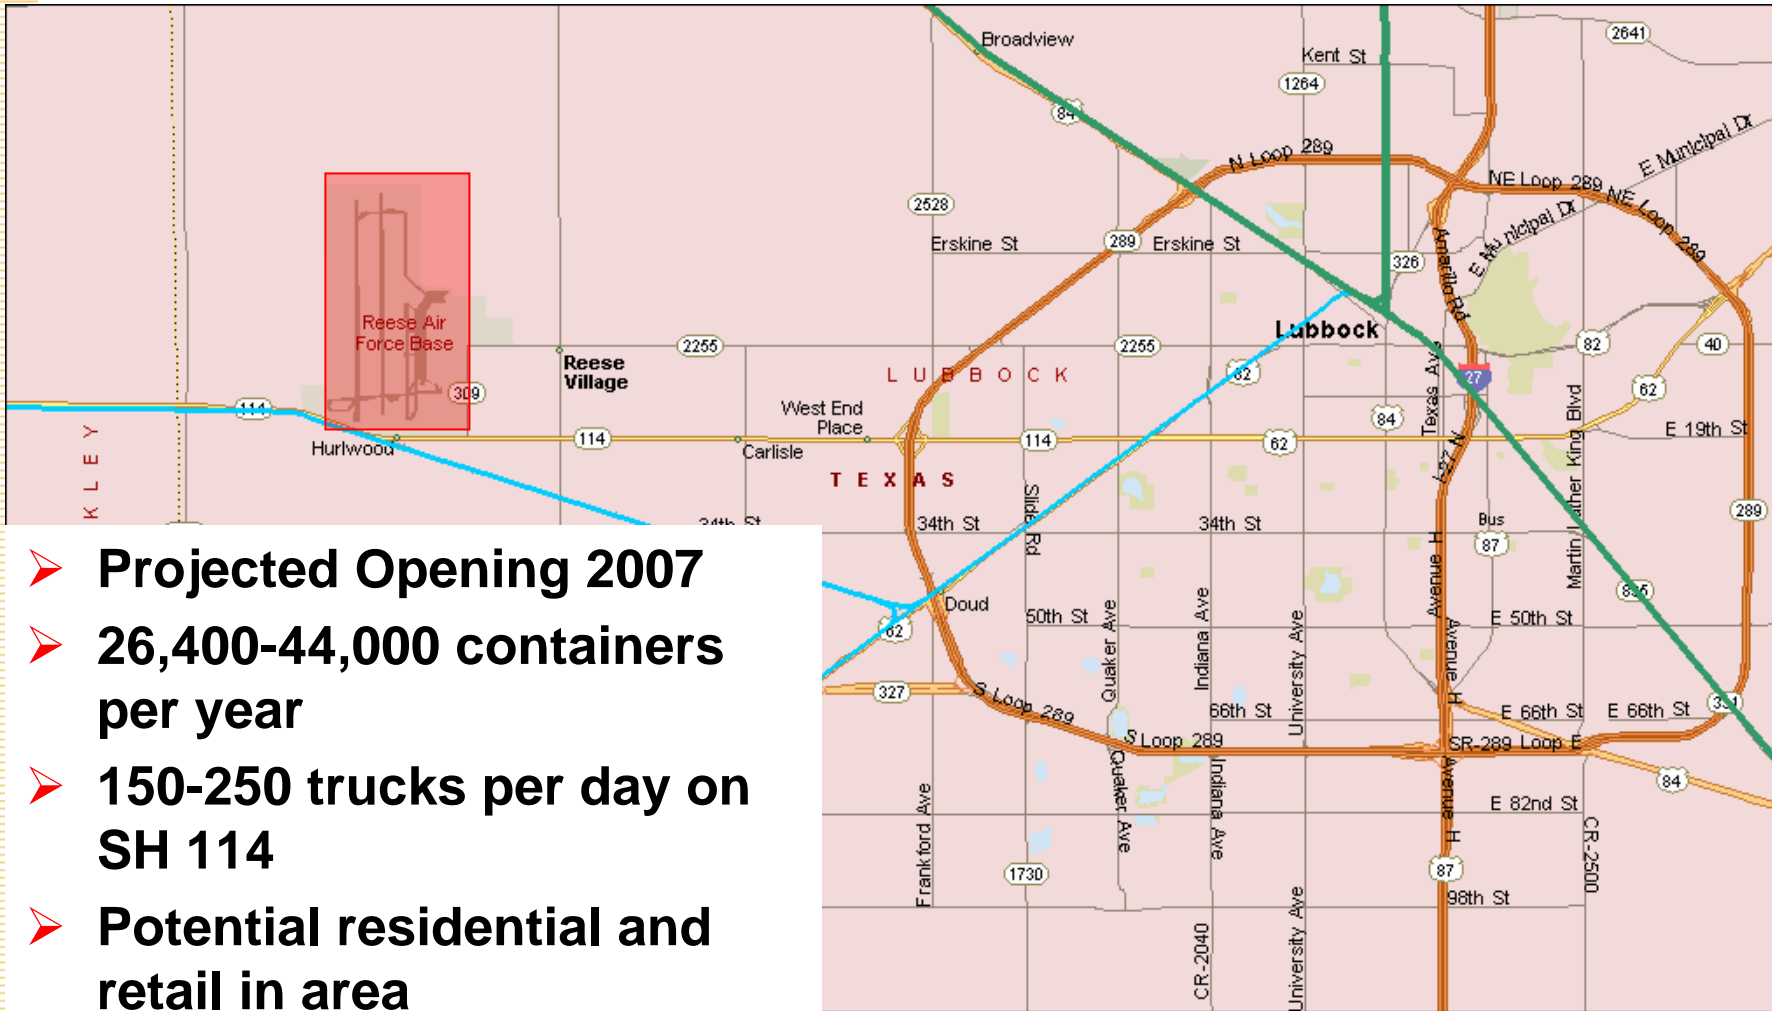 2641
Broadview
Kent St
1264
84
E Municipal Dr
N Loop 289
NE Loop 289
NE Loop 289
2528
E Municipal Dr
Erskine St
289
Erskine St
326
Amarillo Rd
Reese Air
Force Base
Lubbock
2255
2255
82
40
Reese
Village
LUBBOCK
82
27
Texas Ave
62
309
114
West End
Place
84
Martin Luther King Blvd
Hurlwood
114
Carlisle
114
62
E 19th St
N I-27
KLEY
TEXAS
Slide Rd
34th St
34th St
34th St
Bus
87
289
Avenue H
835
Doud
62
50th St
E 50th St
Quaker Ave
Indiana Ave
University Ave
Avenue H
327
S Loop 289
66th St
E 66th St
E 66th St
331
S Loop 289
SR-289 Loop E
84
Quaker Ave
Indiana Ave
Avenue H
E 82nd St
Frankford Ave
CR-2500
1730
87
98th St
CR-2040
University Ave
Projected Opening 2007
26,400-44,000 containers
per year
150-250 trucks per day on
SH 114
Potential residential and
retail in area